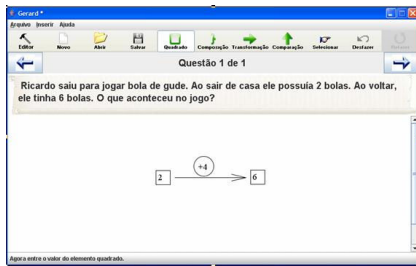 Gerard *
Arquivo Inserir Ajuda
Editor Novo Abrir Salvar Quadrado Composição Transformação Comparação Selecionar Desfazer
Questão 1 de 1
Ricardo saiu para jogar bola de gude. Ao sair de casa ele possuía 2 bolas. Ao voltar,
ele tinha 6 bolas. O que aconteceu no jogo?
+4
2 6
Agora entre o valor do elemento quadrado.